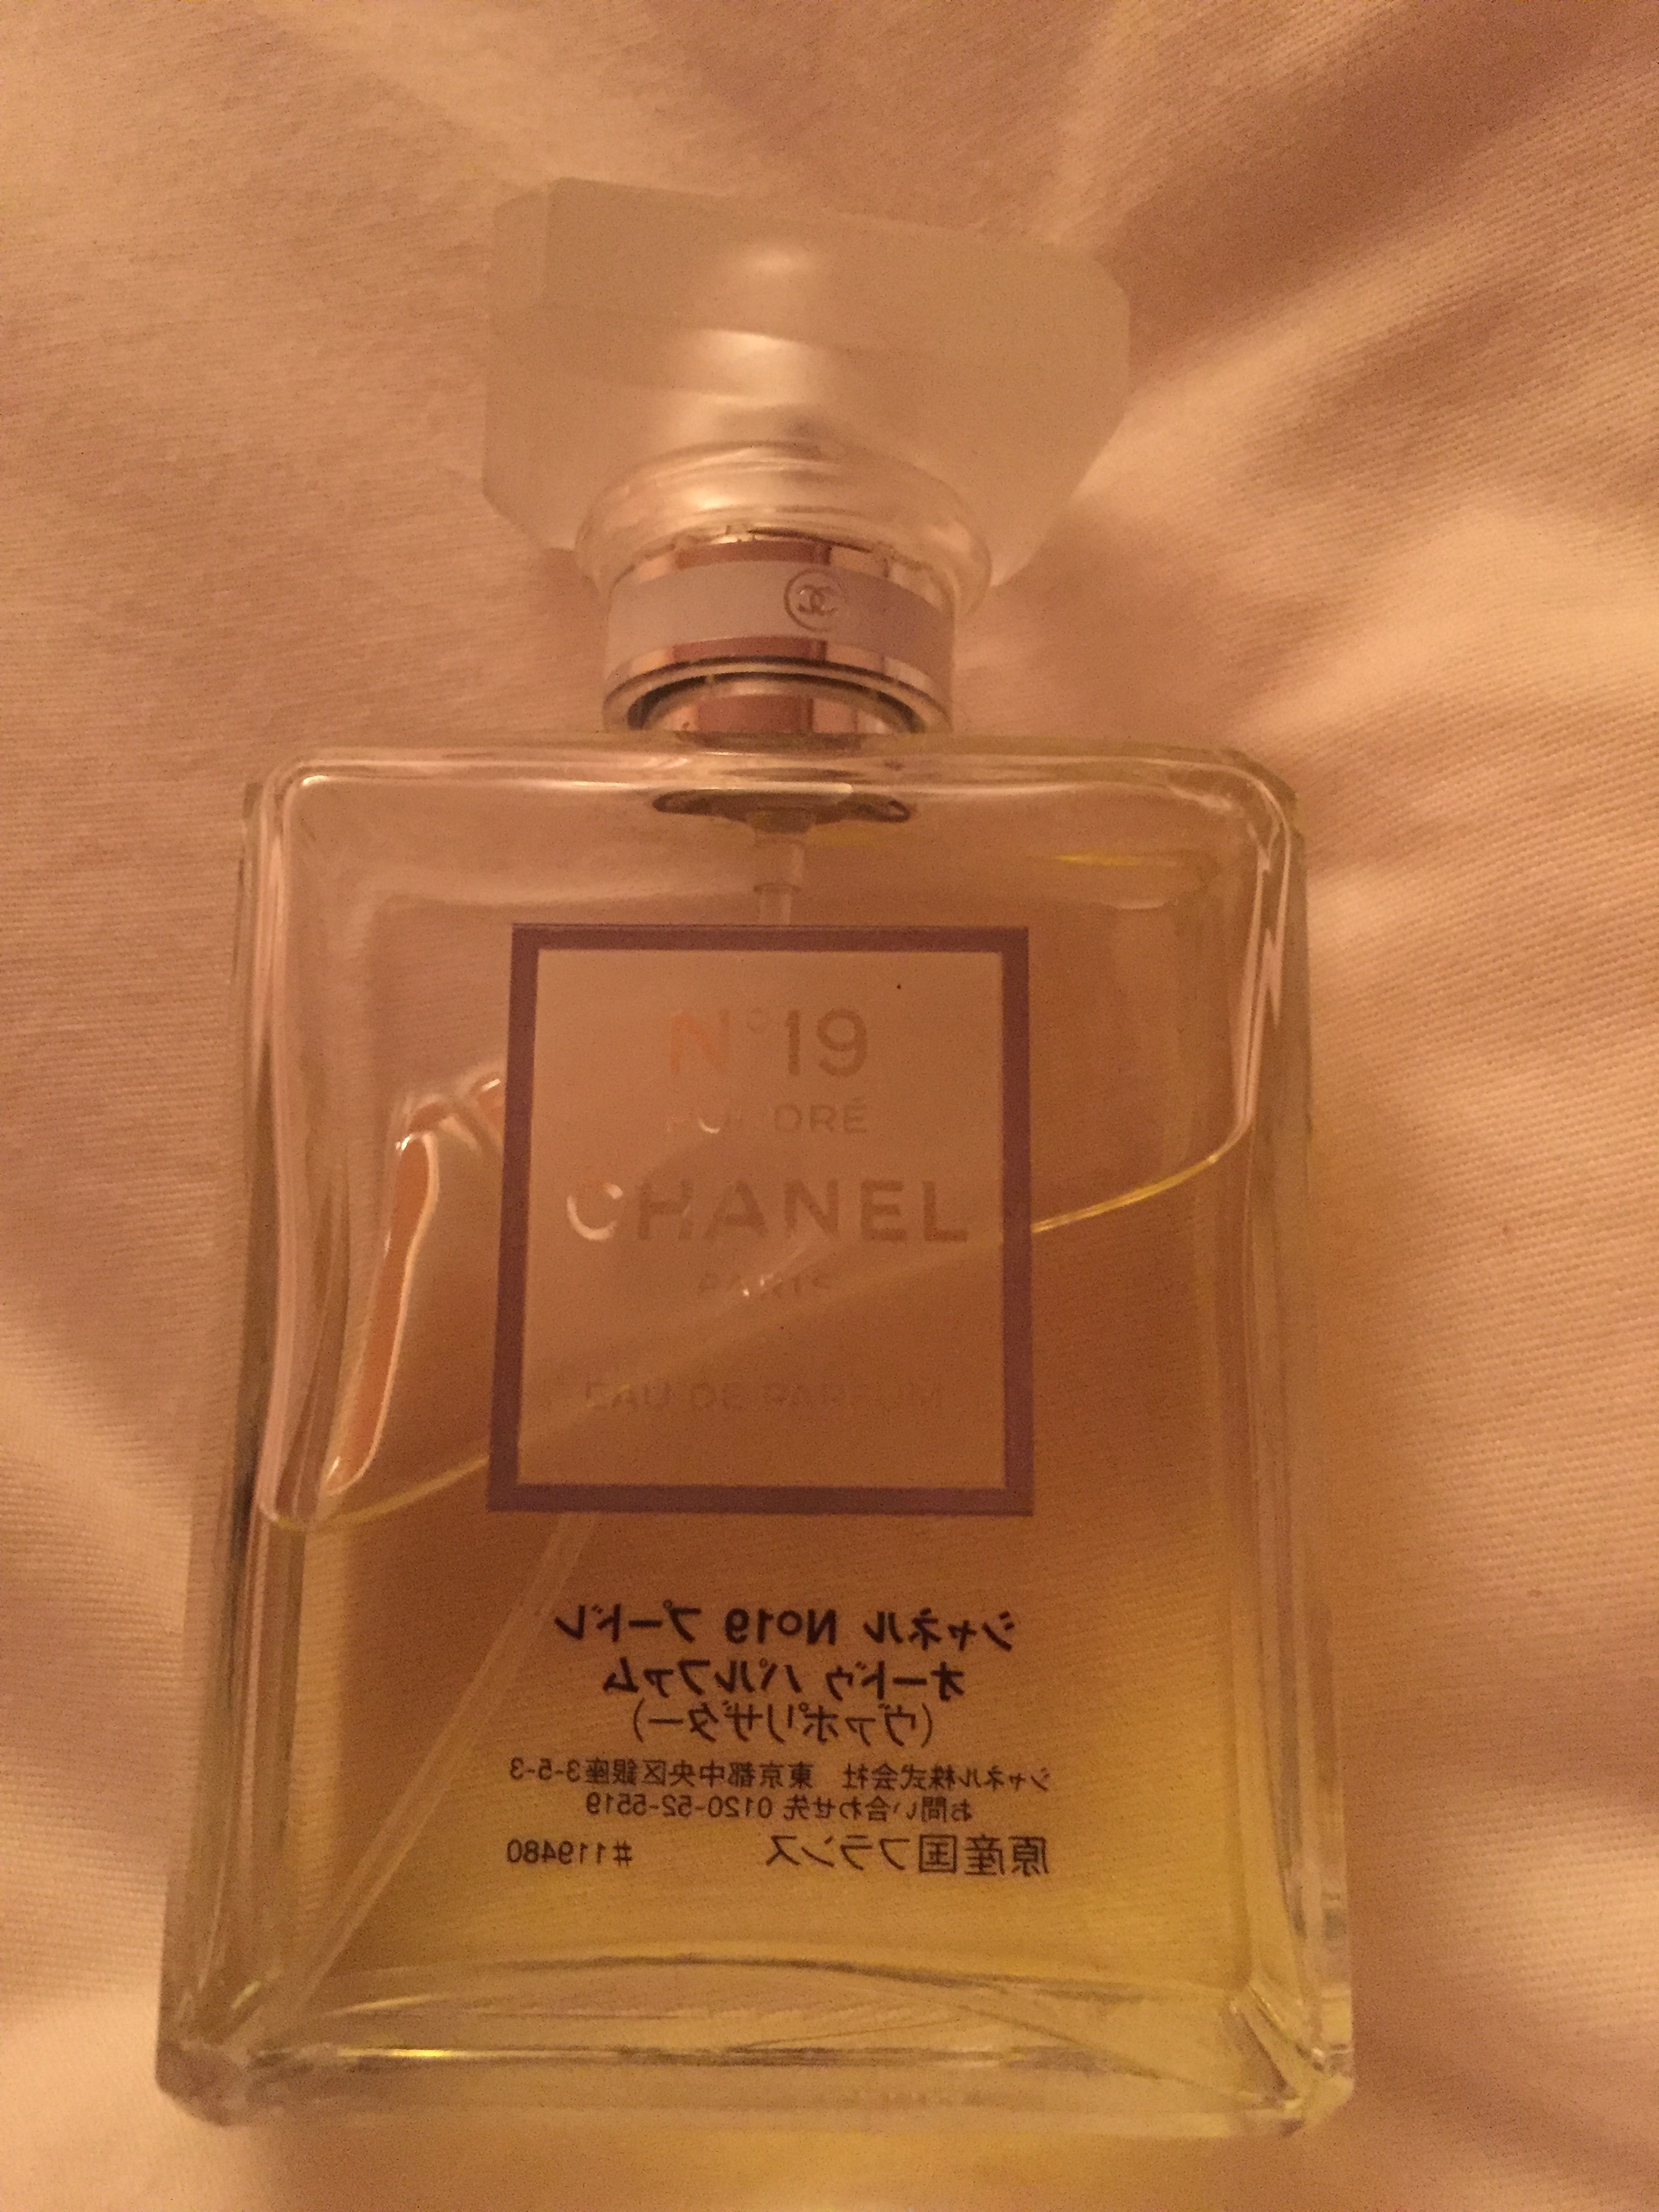 N°19
POUDRÉ
CHANEL
PARIS
EAU DE PARFUM
シャネル Nº19 プードレ
オードゥ パルファム
(ヴァポリザター)
シャネル株式会社 東京都中央区銀座3-5-3
お問い合わせ先 0120-52-5519
原産国フランス #119480